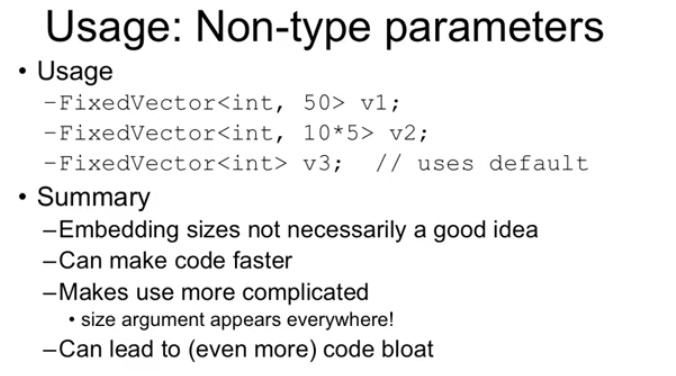 Usage: Non-type parameters
• Usage
–FixedVector<int, 50> v1;
–FixedVector<int, 10*5> v2;
–FixedVector<int> v3;  // uses default
• Summary
–Embedding sizes not necessarily a good idea
–Can make code faster
–Makes use more complicated
• size argument appears everywhere!
–Can lead to (even more) code bloat